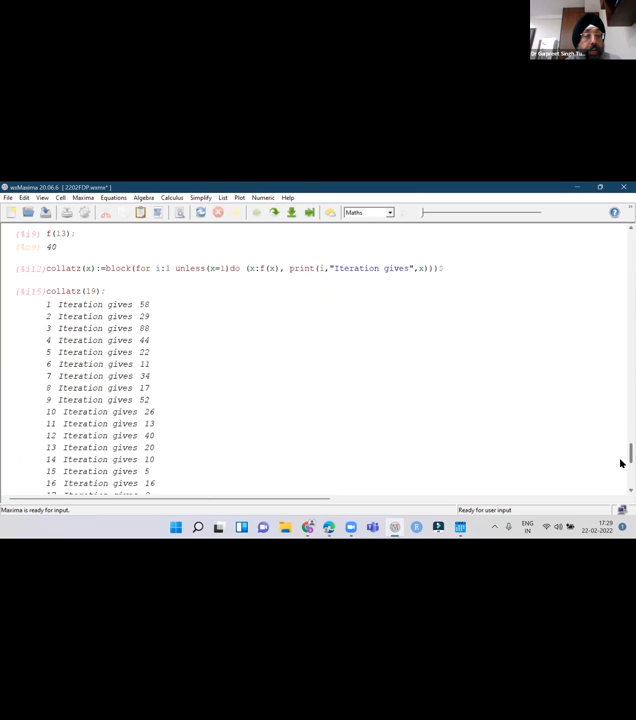 Dr Gurpreet Singh Tu...
wxMaxima 20.06.6 [ 2202FDP.wxmx* ]
File Edit View Cell Maxima Equations Algebra Calculus Simplify List Plot Numeric Help
Maths
(%i9) f(13);
(%o9) 40
(%i12) collatz(x):=block(for i:1 unless(x=1)do (x:f(x), print(i,"Iteration gives",x)))$
(%i15) collatz(19);
1 Iteration gives 58
2 Iteration gives 29
3 Iteration gives 88
4 Iteration gives 44
5 Iteration gives 22
6 Iteration gives 11
7 Iteration gives 34
8 Iteration gives 17
9 Iteration gives 52
10 Iteration gives 26
11 Iteration gives 13
12 Iteration gives 40
13 Iteration gives 20
14 Iteration gives 10
15 Iteration gives 5
16 Iteration gives 16
Maxima is ready for input. Ready for user input
ENG 17:29
IN 22-02-2022